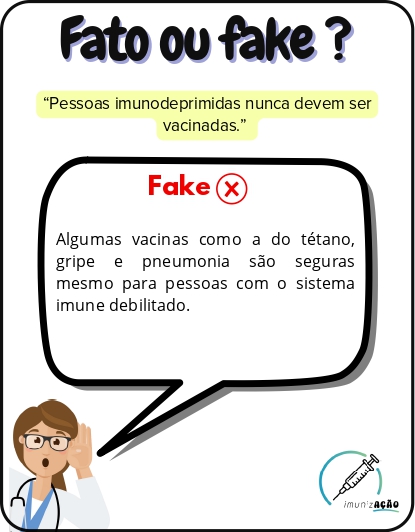 Fato ou fake ?
“Pessoas imunodeprimidas nunca devem ser
vacinadas.”
Fake
Algumas vacinas como a do tétano,
gripe e pneumonia são seguras
mesmo para pessoas com o sistema
imune debilitado.
imunizAÇÃO